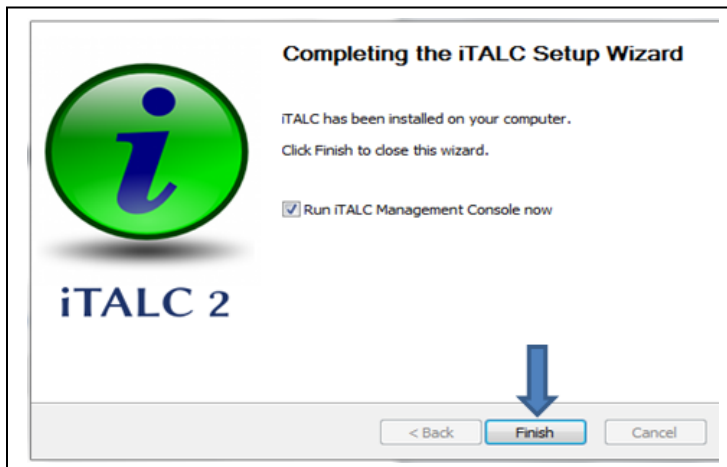 Completing the iTALC Setup Wizard
iTALC has been installed on your computer.
Click Finish to close this wizard.
Run iTALC Management Console now
iTALC 2
< Back
Finish
Cancel